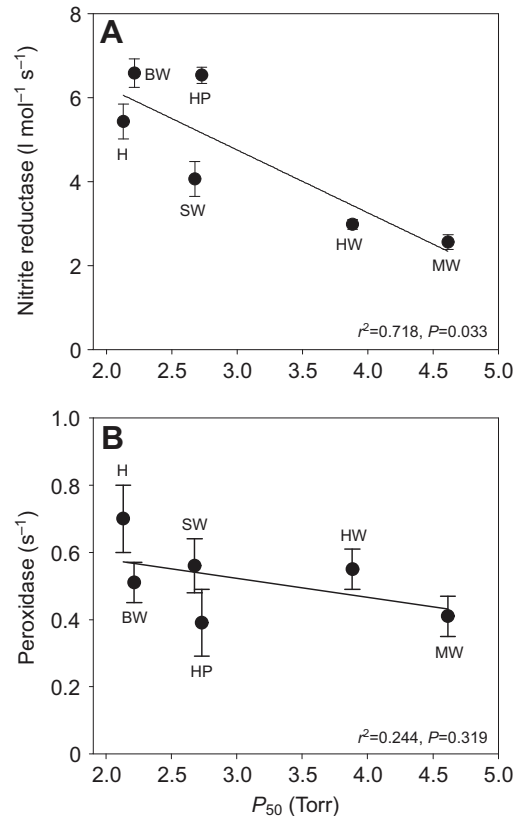 A
Nitrite reductase (l mol⁻¹ s⁻¹)
8
6
4
2
0
BW
HP
H
SW
HW
MW
r²=0.718, P=0.033
2.0 2.5 3.0 3.5 4.0 4.5 5.0
B
Peroxidase (s⁻¹)
1.0
0.8
0.6
0.4
0.2
0
H
SW
HW
BW
HP
MW
r²=0.244, P=0.319
2.0 2.5 3.0 3.5 4.0 4.5 5.0
P₅₀ (Torr)